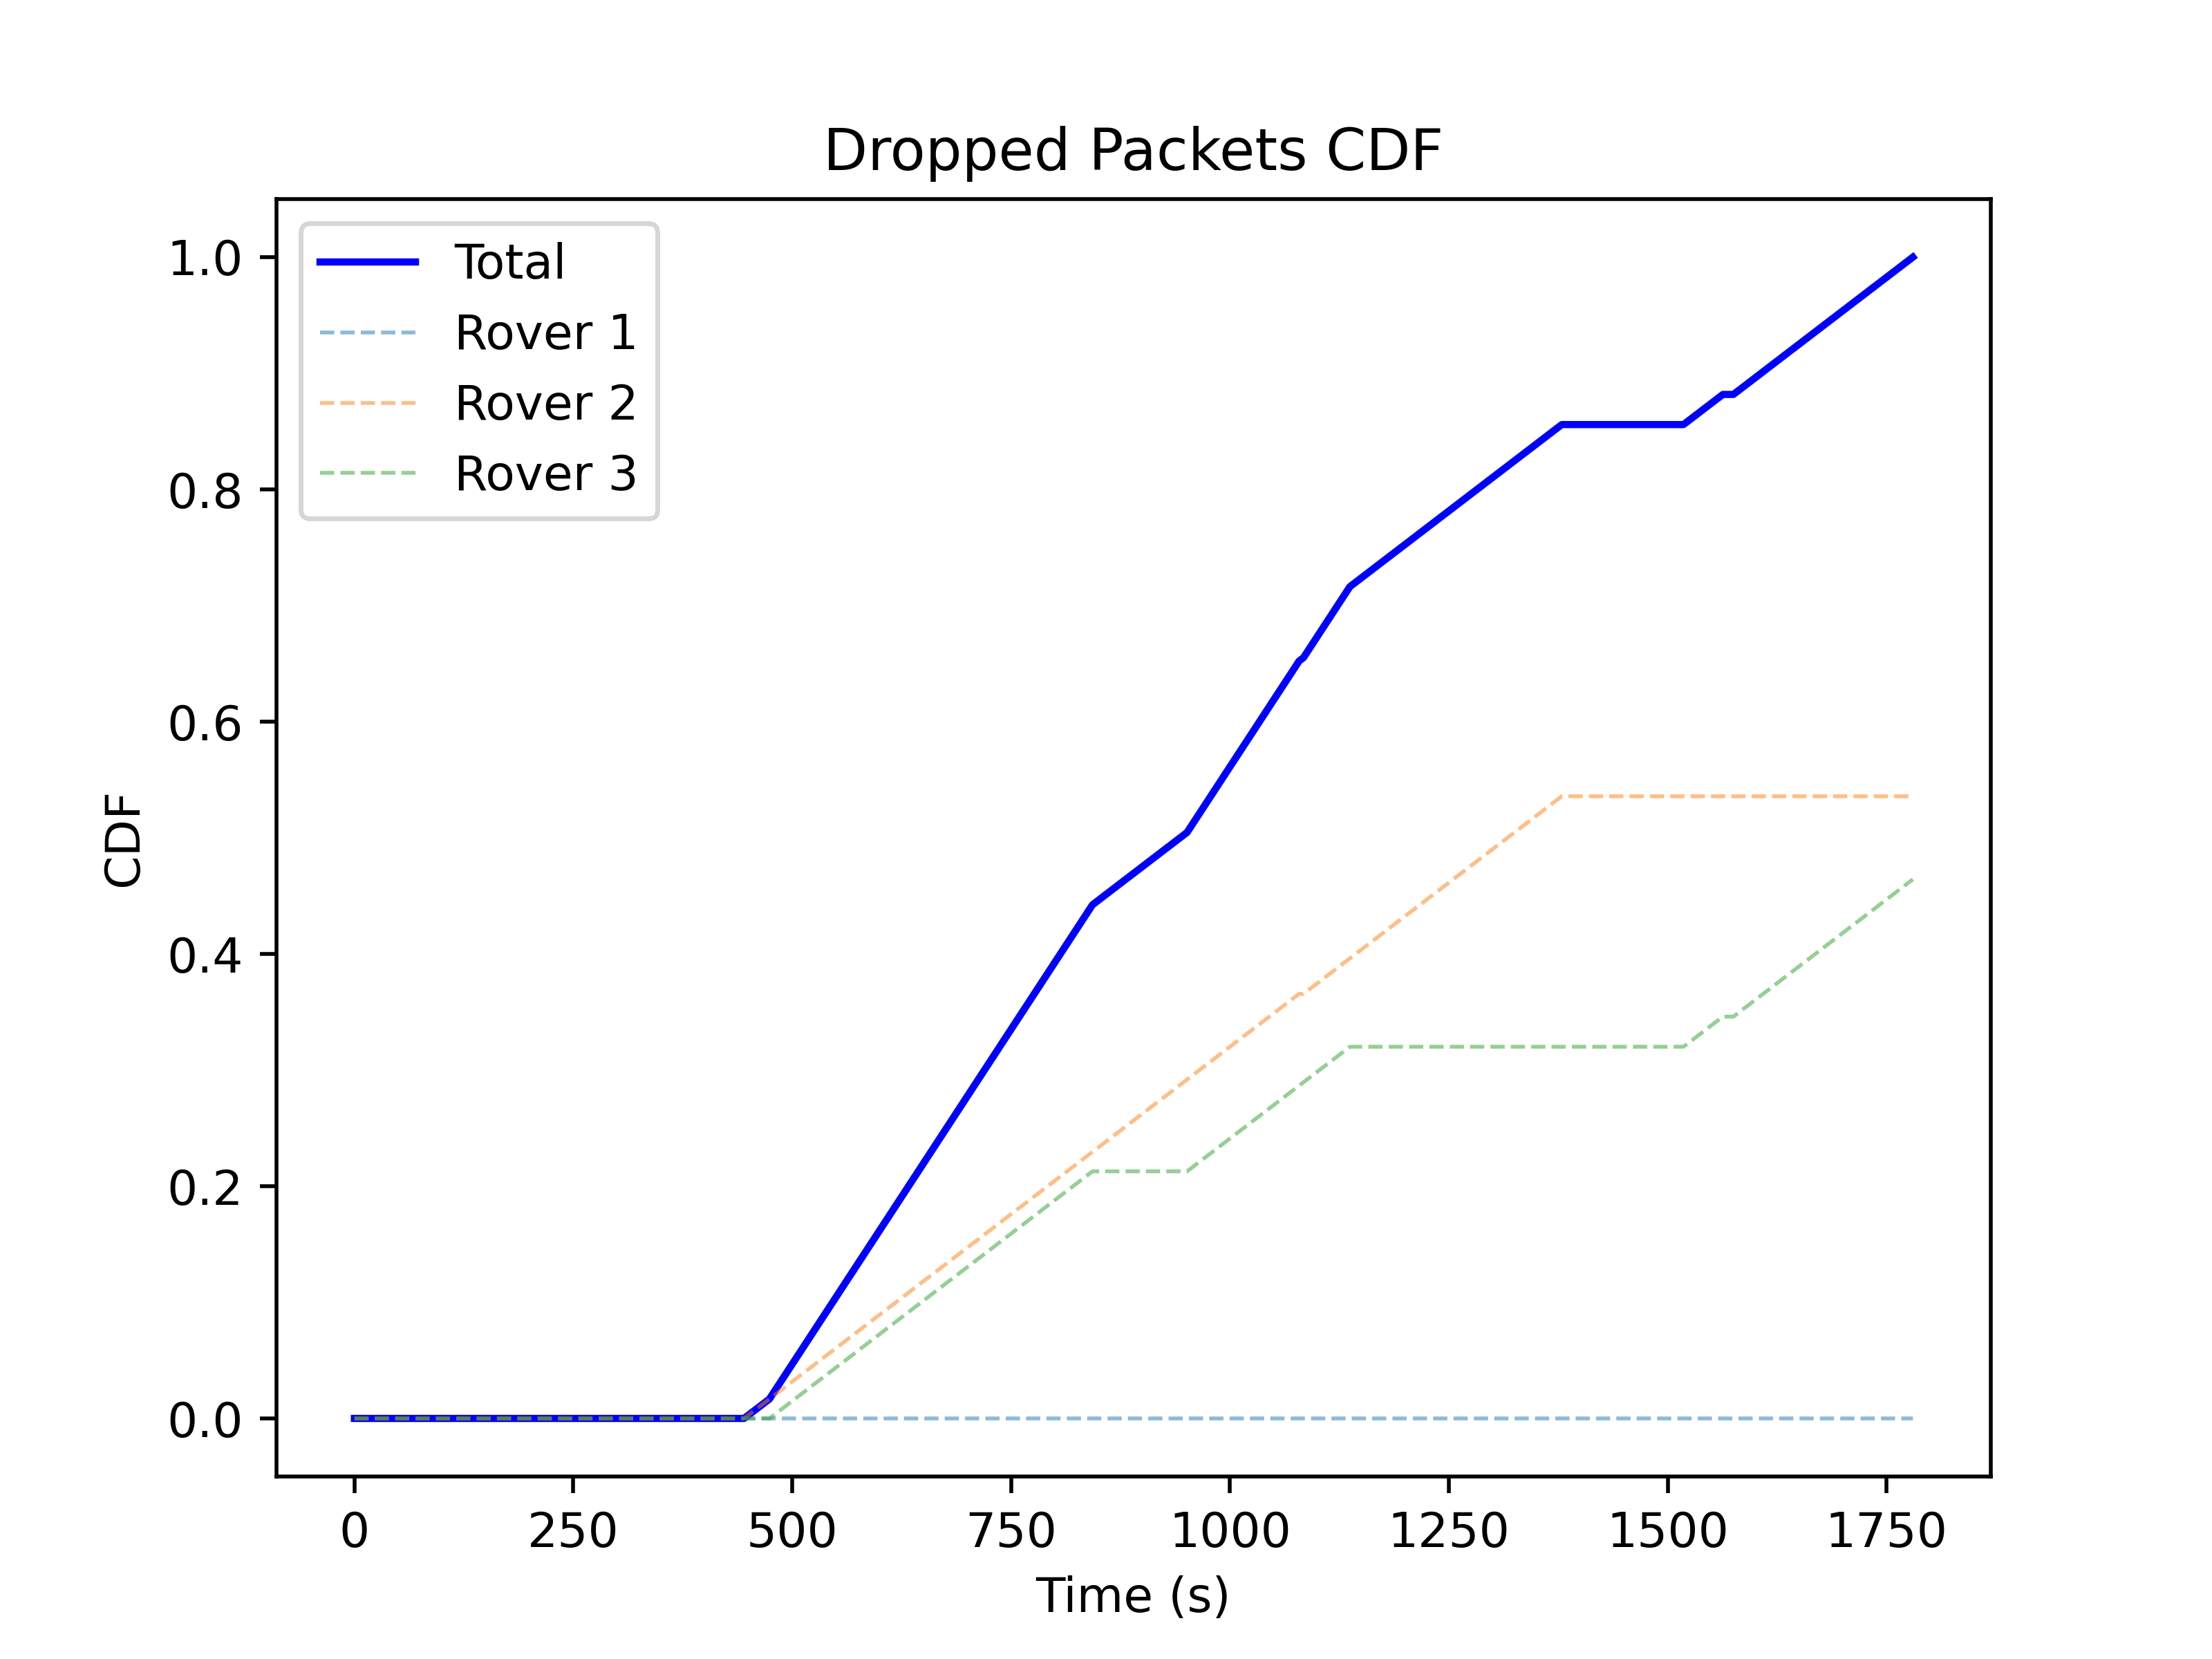 Dropped Packets CDF
Total
Rover 1
Rover 2
Rover 3
1.0
0.8
0.6
0.4
0.2
0.0
CDF
0 250 500 750 1000 1250 1500 1750
Time (s)